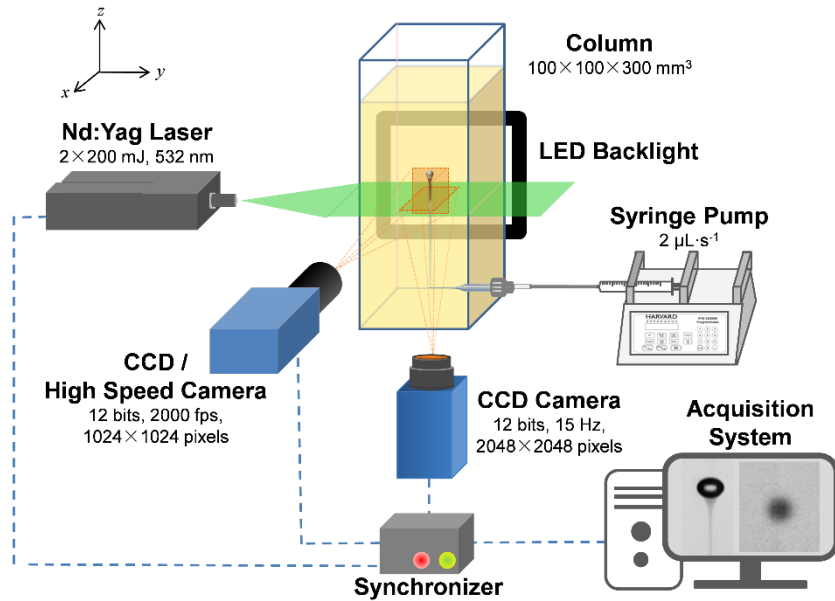 z
y
x
Column
100×100×300 mm³
Nd:Yag Laser
2×200 mJ, 532 nm
LED Backlight
Syringe Pump
2 μL·s⁻¹
HARVARD
CCD /
High Speed Camera
12 bits, 2000 fps,
1024×1024 pixels
CCD Camera
12 bits, 15 Hz,
2048×2048 pixels
Acquisition
System
Synchronizer